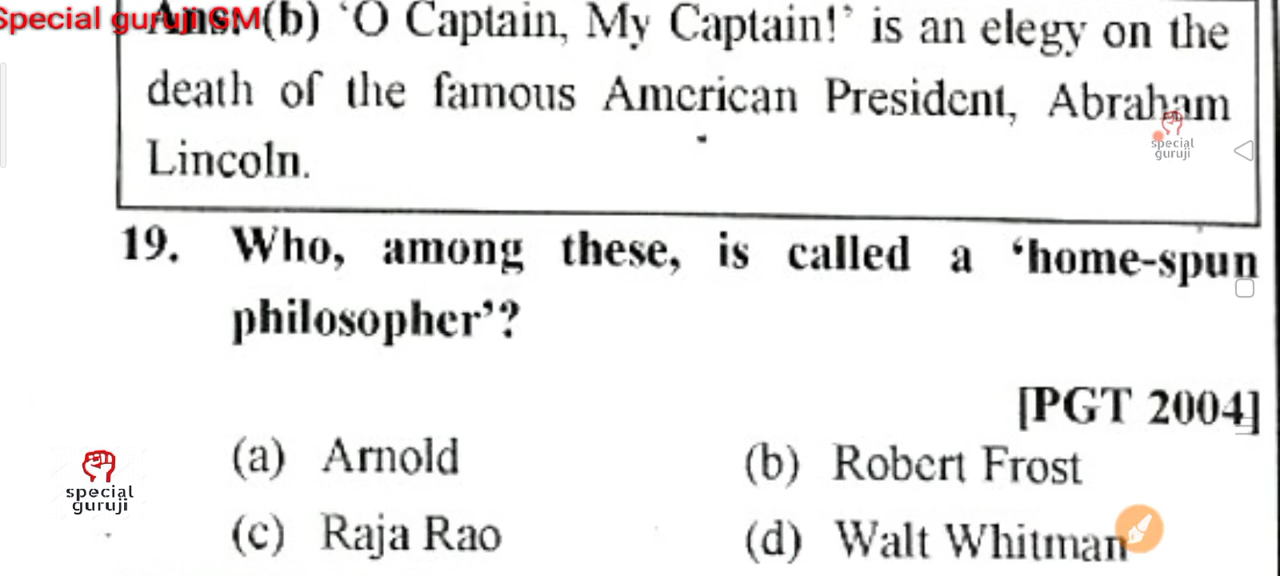 Special guruji SM
Ans. (b) ‘O Captain, My Captain!’ is an elegy on the
death of the famous American President, Abraham
Lincoln.
special
guruji
19. Who, among these, is called a ‘home-spun
philosopher’?
[PGT 2004]
(a) Arnold (b) Robert Frost
special
guruji
(c) Raja Rao (d) Walt Whitman